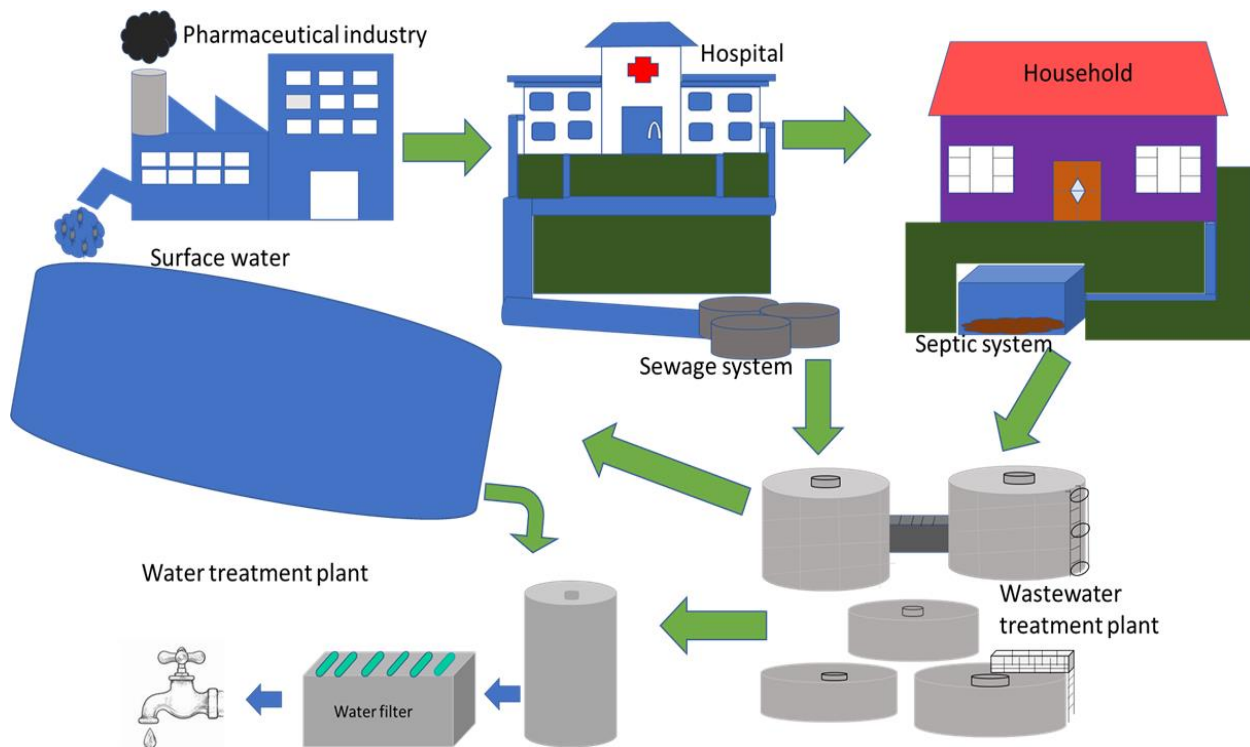 Pharmaceutical industry
Hospital
Household
Surface water
Septic system
Sewage system
Water treatment plant
Wastewater
treatment plant
Water filter